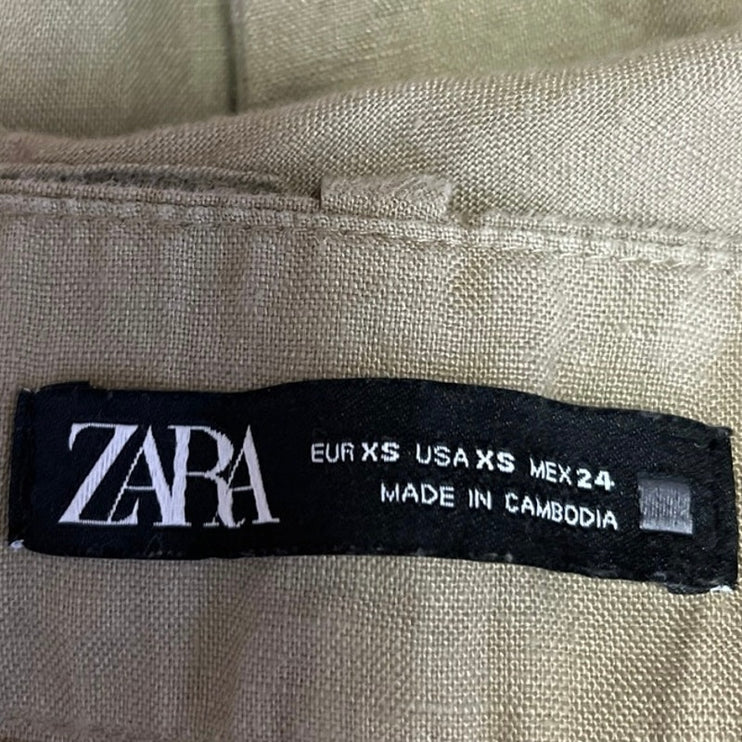 ZARA
EUR XS USA XS MEX 24
MADE IN CAMBODIA